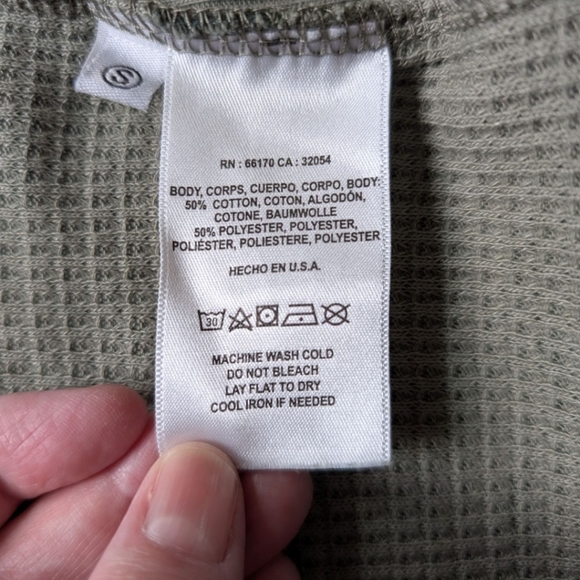 S
RN : 66170 CA : 32054
BODY, CORPS, CUERPO, CORPO, BODY:
50% COTTON, COTON, ALGODÓN,
COTONE, BAUMWOLLE
50% POLYESTER, POLYESTER,
POLIÉSTER, POLIESTERE, POLYESTER
HECHO EN U.S.A.
30
MACHINE WASH COLD
DO NOT BLEACH
LAY FLAT TO DRY
COOL IRON IF NEEDED